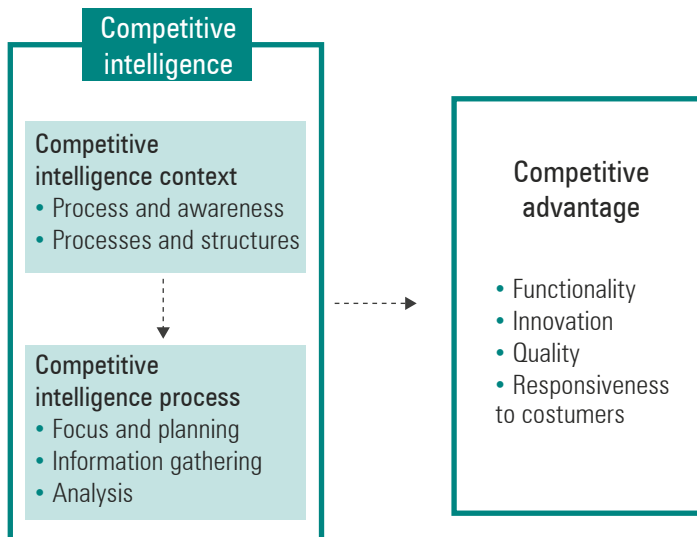 Competitive
intelligence
Competitive
intelligence context
• Process and awareness
• Processes and structures
Competitive
intelligence process
• Focus and planning
• Information gathering
• Analysis
Competitive
advantage
• Functionality
• Innovation
• Quality
• Responsiveness
to costumers